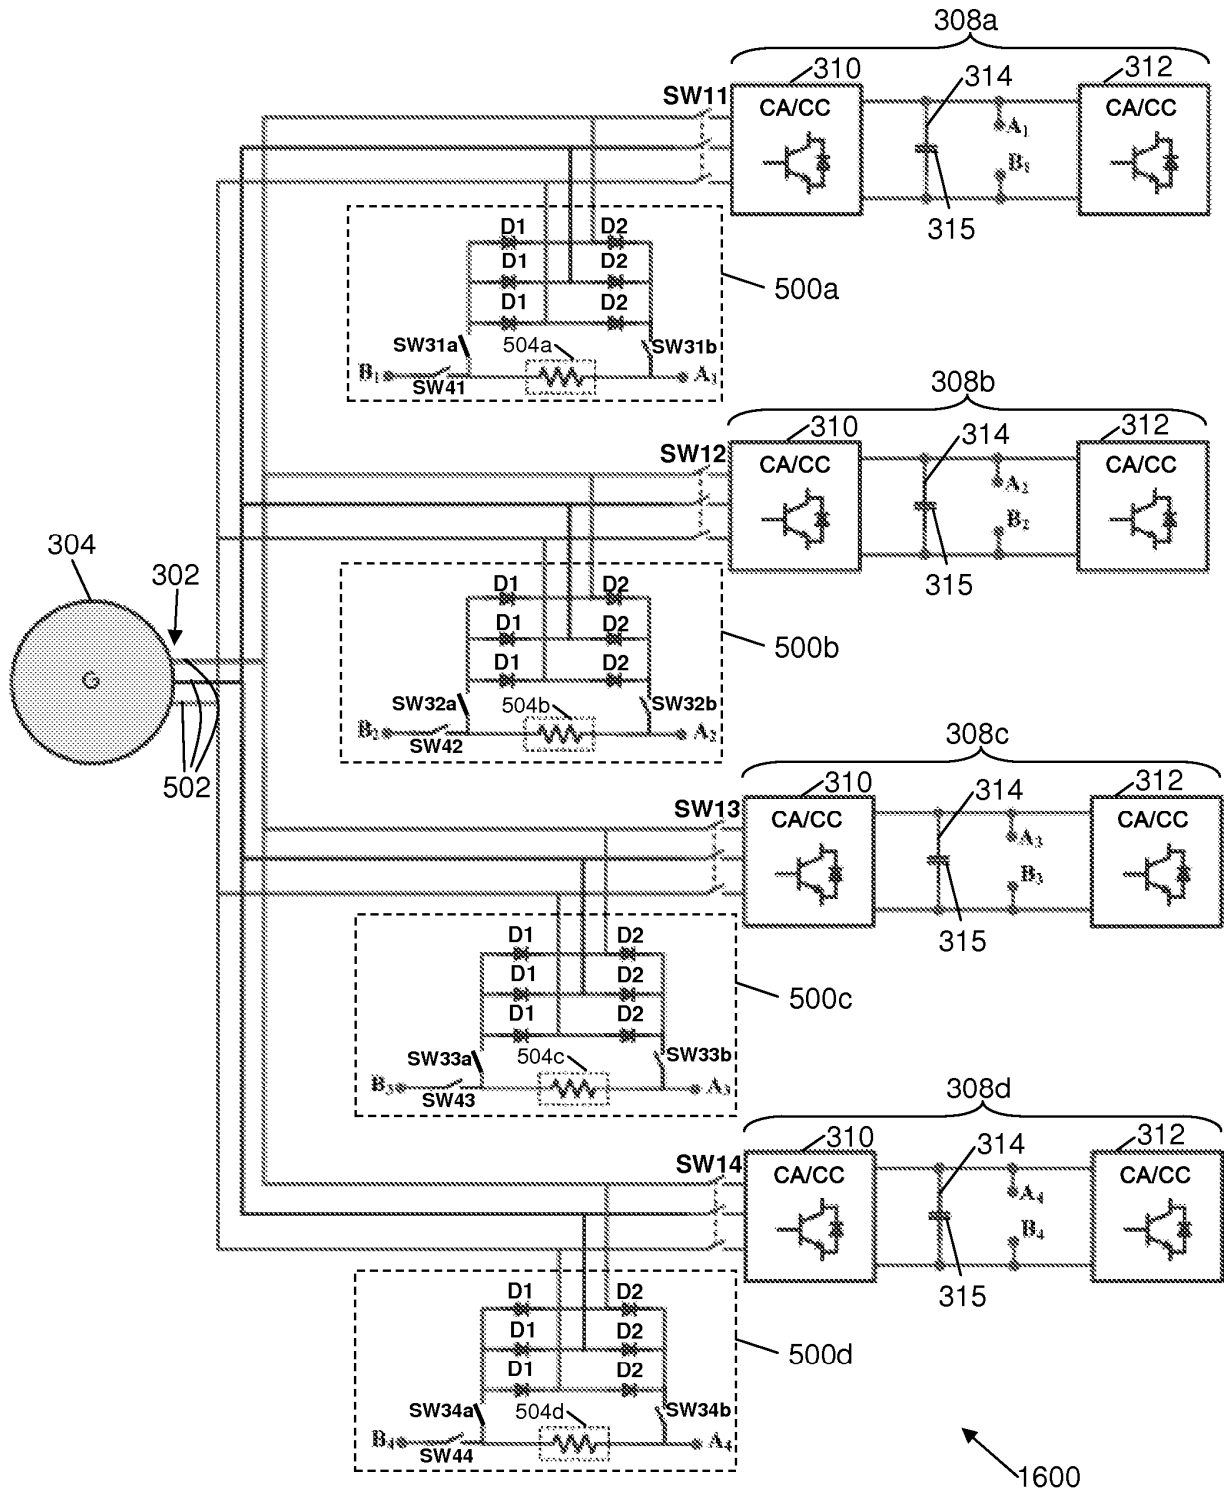 308a
310
314
312
SW11
CA/CC
A1
CA/CC
B1
315
D1
D2
D1
D2
D1
D2
500a
SW31a
504a
SW31b
B1
SW41
A1
308b
310
314
312
SW12
CA/CC
A2
CA/CC
B2
315
304
302
D1
D2
D1
D2
D1
D2
500b
SW32a
504b
SW32b
B2
SW42
A2
502
308c
310
314
312
SW13
CA/CC
A3
CA/CC
B3
315
D1
D2
D1
D2
D1
D2
500c
SW33a
504c
SW33b
B3
SW43
A3
308d
310
314
312
SW14
CA/CC
A4
CA/CC
B4
315
D1
D2
D1
D2
D1
D2
500d
SW34a
504d
SW34b
B4
SW44
A4
1600